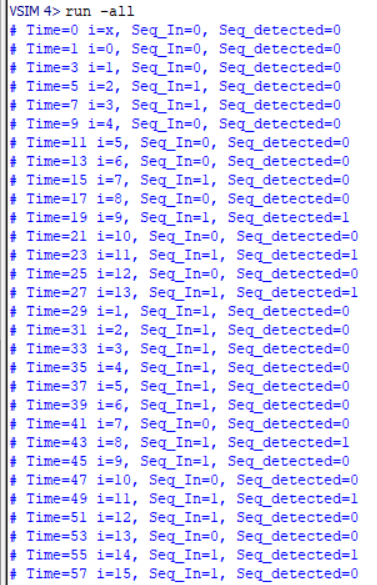 VSIM 4> run -all
# Time=0 i=x, Seq_In=0, Seq_detected=0
# Time=1 i=0, Seq_In=0, Seq_detected=0
# Time=3 i=1, Seq_In=0, Seq_detected=0
# Time=5 i=2, Seq_In=1, Seq_detected=0
# Time=7 i=3, Seq_In=1, Seq_detected=0
# Time=9 i=4, Seq_In=0, Seq_detected=0
# Time=11 i=5, Seq_In=0, Seq_detected=0
# Time=13 i=6, Seq_In=0, Seq_detected=0
# Time=15 i=7, Seq_In=1, Seq_detected=0
# Time=17 i=8, Seq_In=0, Seq_detected=0
# Time=19 i=9, Seq_In=1, Seq_detected=1
# Time=21 i=10, Seq_In=0, Seq_detected=0
# Time=23 i=11, Seq_In=1, Seq_detected=1
# Time=25 i=12, Seq_In=0, Seq_detected=0
# Time=27 i=13, Seq_In=1, Seq_detected=1
# Time=29 i=1, Seq_In=1, Seq_detected=0
# Time=31 i=2, Seq_In=1, Seq_detected=0
# Time=33 i=3, Seq_In=1, Seq_detected=0
# Time=35 i=4, Seq_In=1, Seq_detected=0
# Time=37 i=5, Seq_In=1, Seq_detected=0
# Time=39 i=6, Seq_In=1, Seq_detected=0
# Time=41 i=7, Seq_In=0, Seq_detected=0
# Time=43 i=8, Seq_In=1, Seq_detected=1
# Time=45 i=9, Seq_In=1, Seq_detected=0
# Time=47 i=10, Seq_In=0, Seq_detected=0
# Time=49 i=11, Seq_In=1, Seq_detected=1
# Time=51 i=12, Seq_In=1, Seq_detected=0
# Time=53 i=13, Seq_In=0, Seq_detected=0
# Time=55 i=14, Seq_In=1, Seq_detected=1
# Time=57 i=15, Seq_In=1, Seq_detected=0